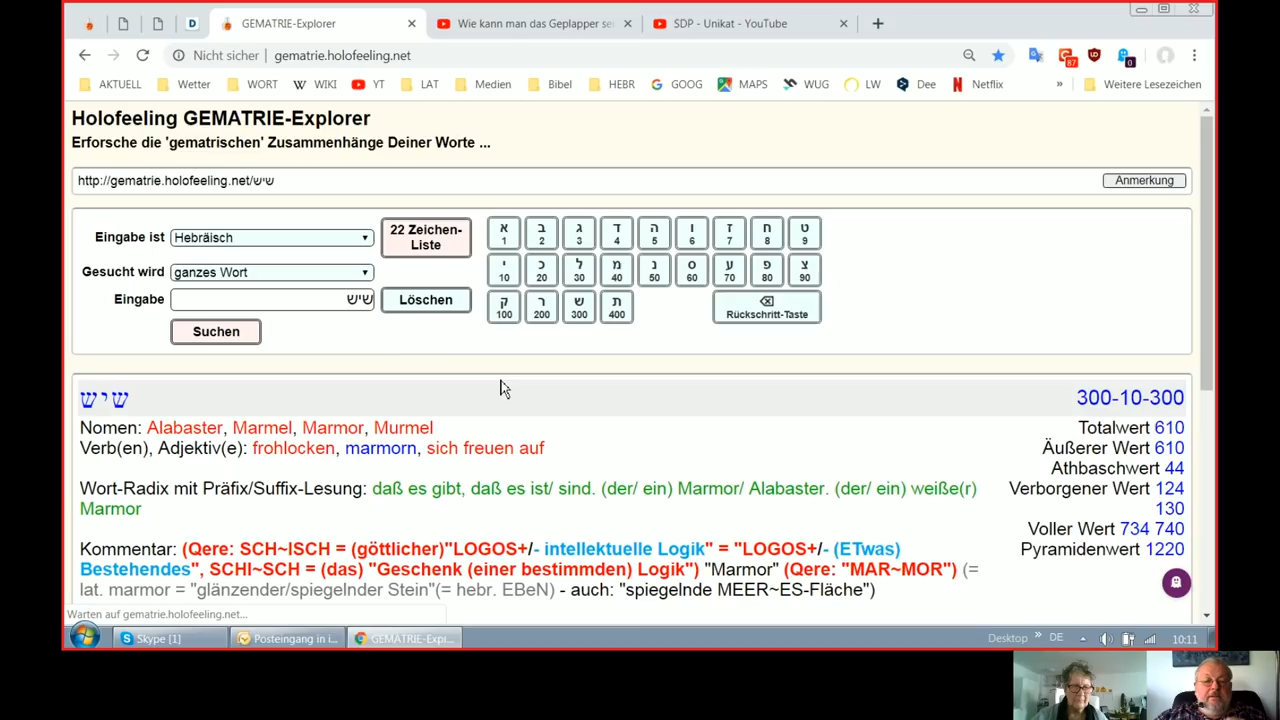 GEMATRIE-Explorer
Wie kann man das Geplapper se
SDP - Unikat - YouTube
Nicht sicher | gematrie.holofeeling.net
87
0
AKTUELL Wetter WORT WIKI YT LAT Medien Bibel HEBR GOOG MAPS WUG LW Dee Netflix » Weitere Lesezeichen
Holofeeling GEMATRIE-Explorer
Erforsche die 'gematrischen' Zusammenhänge Deiner Worte ...
http://gematrie.holofeeling.net/שיש
Anmerkung
Eingabe ist Hebräisch
22 Zeichen-
Liste
Gesucht wird ganzes Wort
Eingabe שיש Löschen
Suchen
א ב ג ד ה ו ז ח ט
1 2 3 4 5 6 7 8 9
י כ ל מ נ ס ע פ צ
10 20 30 40 50 60 70 80 90
ק ר ש ת
100 200 300 400 Rückschritt-Taste
שיש 300-10-300
Nomen: Alabaster, Marmel, Marmor, Murmel
Verb(en), Adjektiv(e): frohlocken, marmorn, sich freuen auf
Wort-Radix mit Präfix/Suffix-Lesung: daß es gibt, daß es ist/ sind. (der/ ein) Marmor/ Alabaster. (der/ ein) weiße(r)
Marmor
Kommentar: (Qere: SCH~ISCH = (göttlicher)"LOGOS+/- intellektuelle Logik" = "LOGOS+/- (ETwas)
Bestehendes", SCHI~SCH = (das) "Geschenk (einer bestimmden) Logik") "Marmor" (Qere: "MAR~MOR") (=
lat. marmor = "glänzender/spiegelnder Stein"(= hebr. EBeN) - auch: "spiegelnde MEER~ES-Fläche")
Totalwert 610
Äußerer Wert 610
Athbaschwert 44
Verborgener Wert 124
130
Voller Wert 734 740
Pyramidenwert 1220
Warten auf gematrie.holofeeling.net...
Skype [1]
Posteingang in i...
GEMATRIE-Expl...
Desktop » DE 10:11